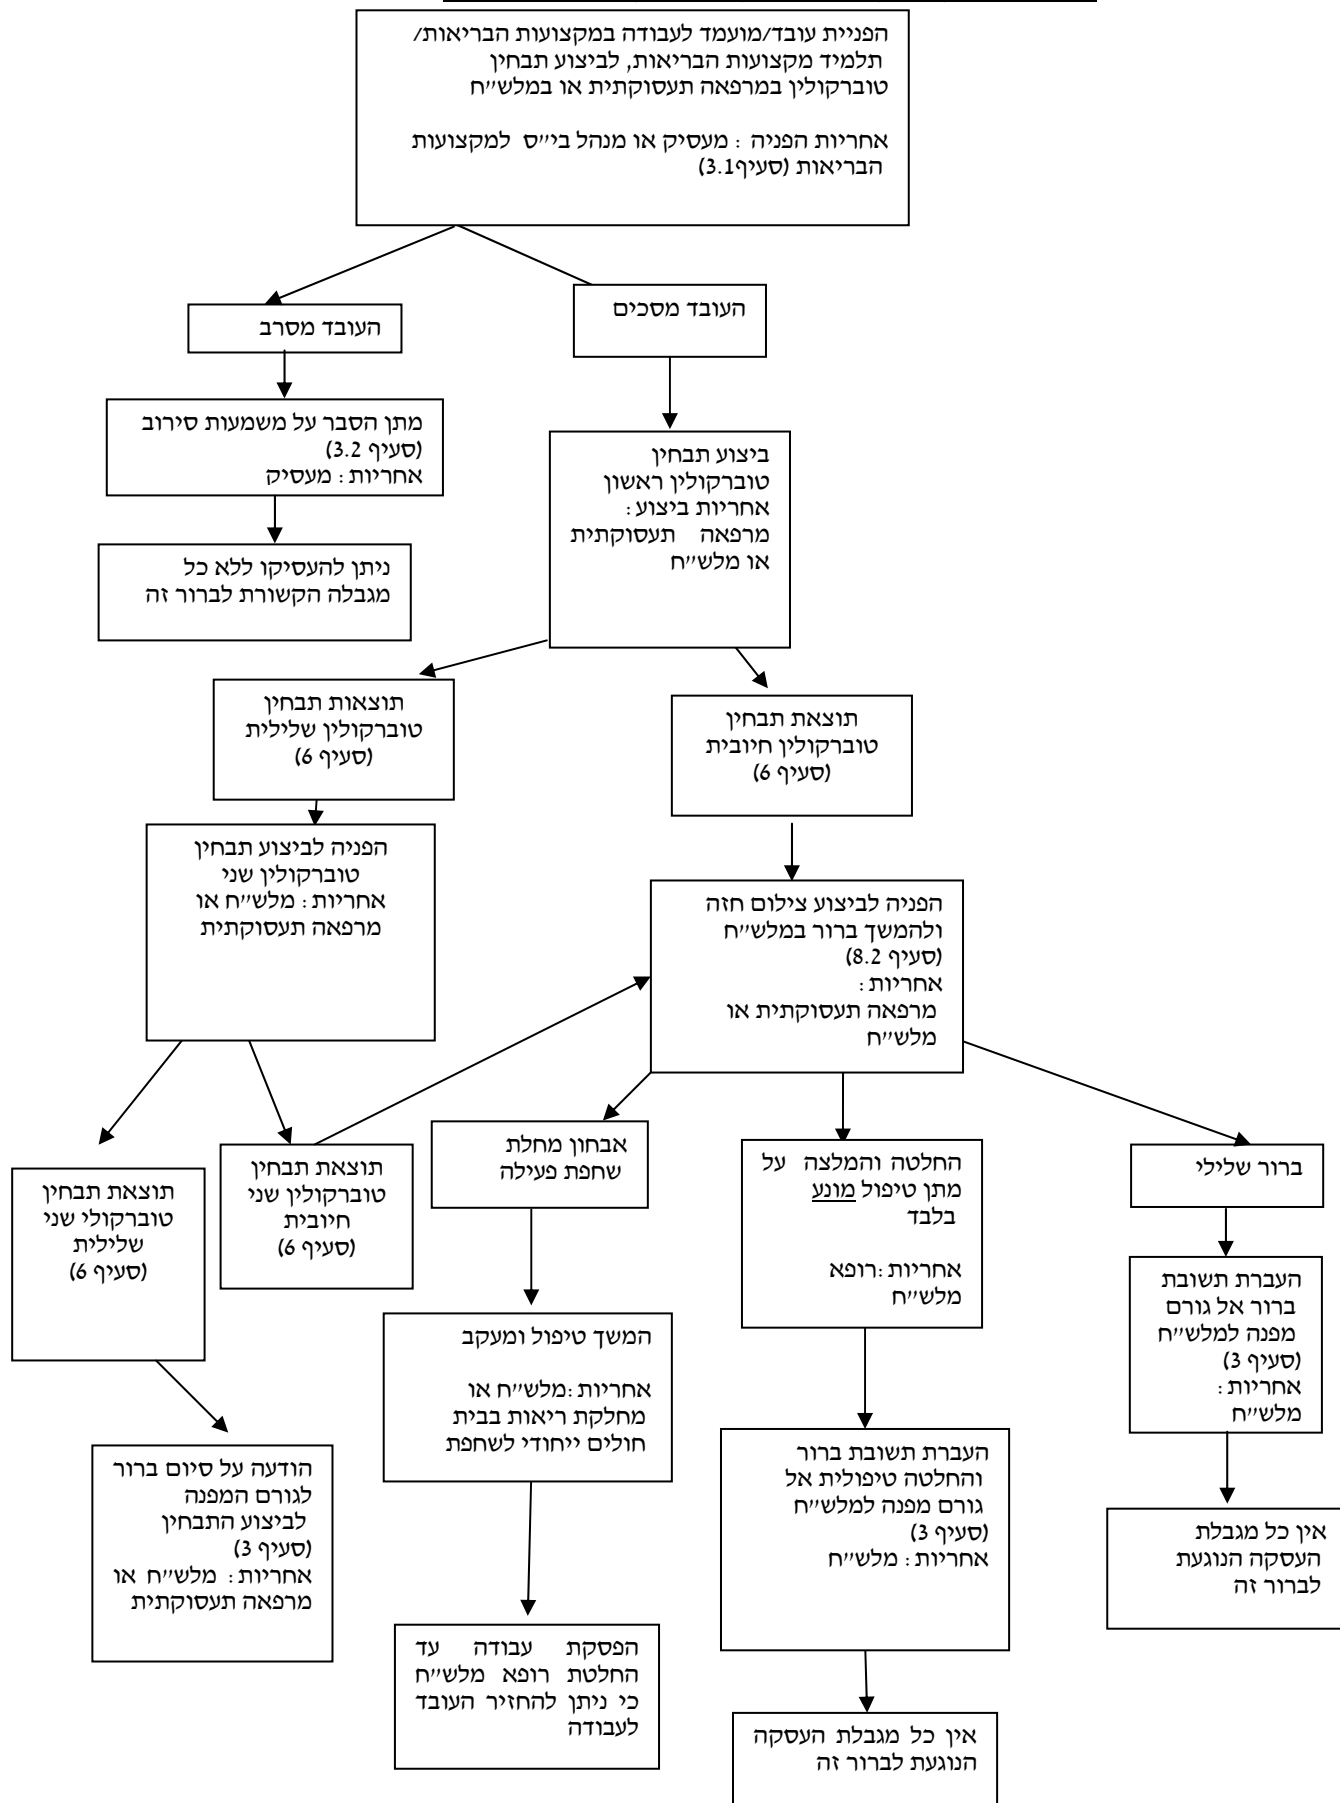 הפניית עובד/מועמד לעבודה במקצועות הבריאות/
תלמיד מקצועות הבריאות, לביצוע תבחין
טוברקולין במרפאה תעסוקתית או במלש״ח
אחריות הפניה : מעסיק או מנהל בי״ס למקצועות
הבריאות (סעיף3.1)
העובד מסכים
העובד מסרב
מתן הסבר על משמעות סירוב
(סעיף 3.2)
אחריות : מעסיק
ניתן להעסיקו ללא כל
מגבלה הקשורת לברור זה
ביצוע תבחין
טוברקולין ראשון
אחריות ביצוע :
מרפאה תעסוקתית
או מלש״ח
תוצאת תבחין
טוברקולין חיובית
(סעיף 6)
תוצאות תבחין
טוברקולין שלילית
(סעיף 6)
הפניה לביצוע תבחין
טוברקולין שני
אחריות : מלש״ח או
מרפאה תעסוקתית
הפניה לביצוע צילום חזה
ולהמשך ברור במלש״ח
(סעיף 8.2)
אחריות :
מרפאה תעסוקתית או
מלש״ח
ברור שלילי
החלטה והמלצה על
מתן טיפול מונע
בלבד
אחריות :רופא
מלש״ח
אבחון מחלת
שחפת פעילה
תוצאת תבחין
טוברקולין שני
חיובית
(סעיף 6)
תוצאת תבחין
טוברקולי שני
שלילית
(סעיף 6)
העברת תשובת
ברור אל גורם
מפנה למלש״ח
(סעיף 3)
אחריות :
מלש״ח
המשך טיפול ומעקב
אחריות :מלש״ח או
מחלקת ריאות בבית
חולים ייחודי לשחפת
העברת תשובת ברור
והחלטה טיפולית אל
גורם מפנה למלש״ח
(סעיף 3)
אחריות : מלש״ח
הודעה על סיום ברור
לגורם המפנה
לביצוע התבחין
(סעיף 3)
אחריות : מלש״ח או
מרפאה תעסוקתית
אין כל מגבלת
העסקה הנוגעת
לברור זה
הפסקת עבודה עד
החלטת רופא מלש״ח
כי ניתן להחזיר העובד
לעבודה
אין כל מגבלת העסקה
הנוגעת לברור זה